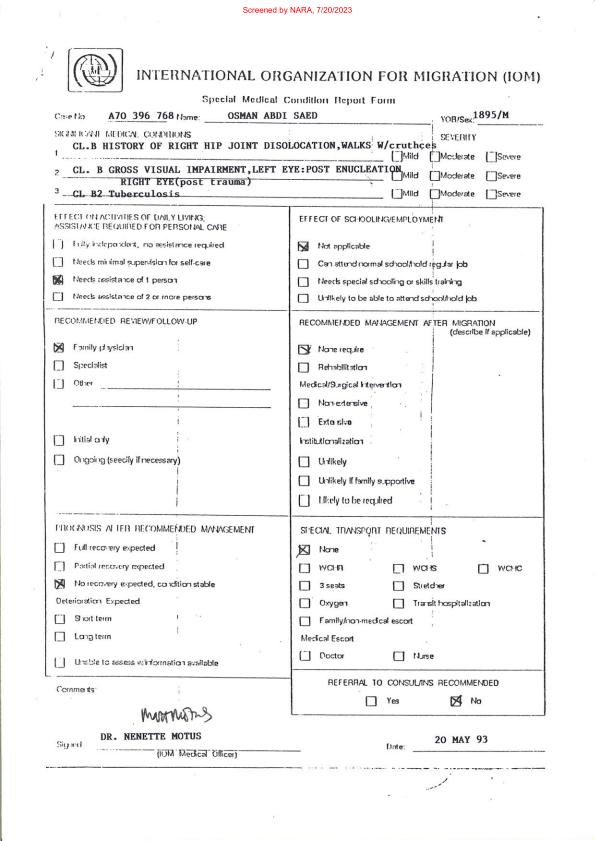 Screened by NARA, 7/20/2023
INTERNATIONAL ORGANIZATION FOR MIGRATION (IOM)
Special Medical Condition Report Form
Case No A70 396 768 Name: OSMAN ABDI SAED YOB/Sex: 1895/M
SIGNIFICANT MEDICAL CONDITIONS SEVERITY
1 CL.B HISTORY OF RIGHT HIP JOINT DISOLOCATION,WALKS W/cruthces
Mild Moderate Severe
2 CL. B GROSS VISUAL IMPAIRMENT,LEFT EYE:POST ENUCLEATION Mild Moderate Severe
RIGHT EYE(post trauma)
3 CL B2 Tuberculosis Mild Moderate Severe
EFFECT ON ACTIVITIES OF DAILY LIVING;
ASSISTANCE REQUIRED FOR PERSONAL CARE
Fully independent, no assistance required
Needs minimal supervision for self-care
Needs assistance of 1 person
Needs assistance of 2 or more persons
EFFECT OF SCHOOLING/EMPLOYMENT
Not applicable
Can attend normal school/hold regular job
Needs special schooling or skills training
Unlikely to be able to attend school/hold job
RECOMMENDED REVIEW/FOLLOW-UP
Family physician
Specialist
Other
Initial only
Ongoing (seecify if necessary)
RECOMMENDED MANAGEMENT AFTER MIGRATION
(describe if applicable)
None require
Rehabilitation
Medical/Surgical Intervention
Non-extensive
Extensive
Institutionalization
Unlikely
Unlikely if family supportive
Likely to be required
PROGNOSIS AFTER RECOMMENDED MANAGEMENT
Full recovery expected
Partial recovery expected
No recovery expected, condition stable
Deterioration Expected
Short term
Long term
Unable to assess w/information available
SPECIAL TRANSPORT REQUIREMENTS
None
WCHR WCHS WCHC
3 seats Stretcher
Oxygen Transit hospitalization
Family/non-medical escort
Medical Escort
Doctor Nurse
REFERRAL TO CONSUL/INS RECOMMENDED
Yes No
Comments:
Signed DR. NENETTE MOTUS
(IOM Medical Officer)
Date: 20 MAY 93